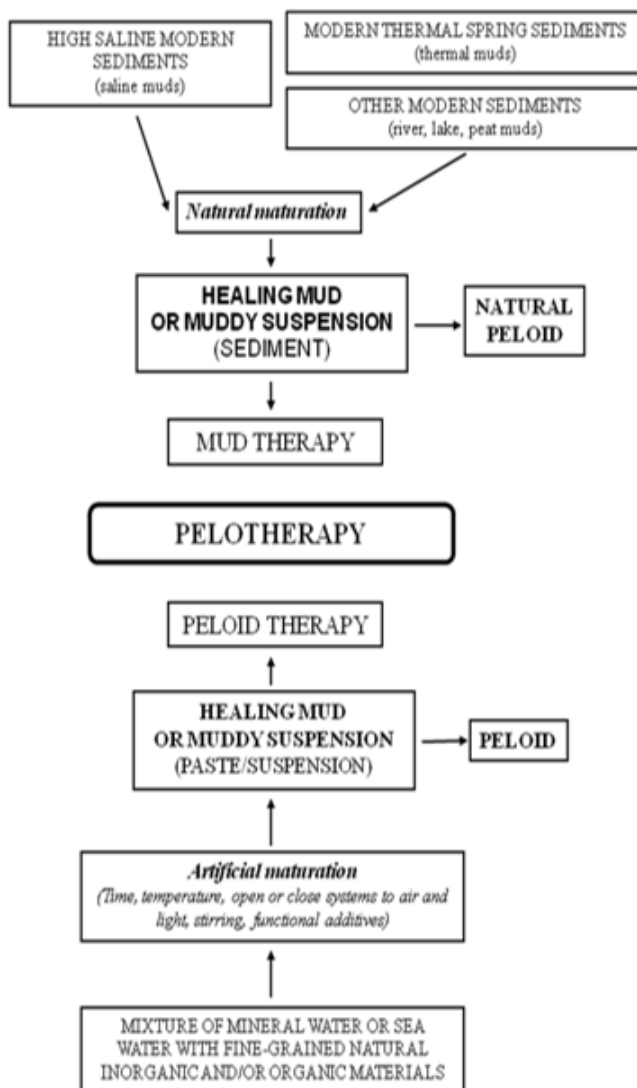 HIGH SALINE MODERN
SEDIMENTS
(saline muds)
MODERN THERMAL SPRING SEDIMENTS
(thermal muds)
OTHER MODERN SEDIMENTS
(river, lake, peat muds)
Natural maturation
HEALING MUD
OR MUDDY SUSPENSION
(SEDIMENT)
NATURAL
PELOID
MUD THERAPY
PELOTHERAPY
PELOID THERAPY
HEALING MUD
OR MUDDY SUSPENSION
(PASTE/SUSPENSION)
PELOID
Artificial maturation
(Time, temperature, open or close systems to air and
light, stirring, functional additives)
MIXTURE OF MINERAL WATER OR SEA
WATER WITH FINE-GRAINED NATURAL
INORGANIC AND/OR ORGANIC MATERIALS